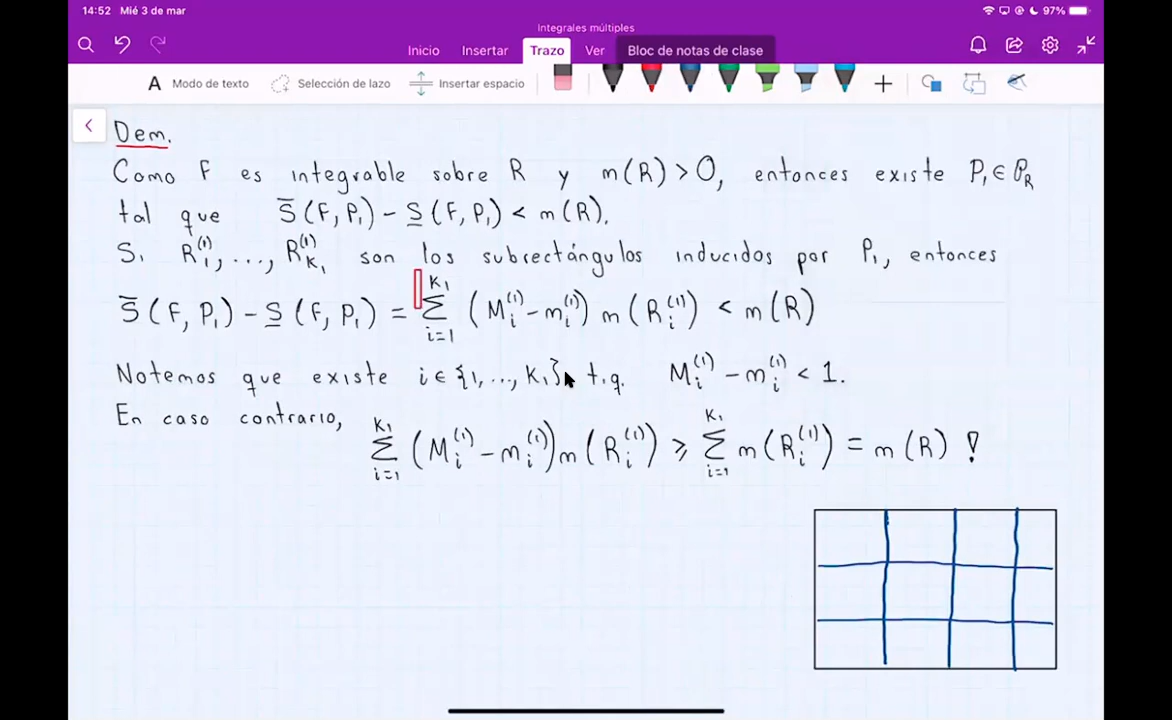 14:52 Mié 3 de mar 97%
Integrales múltiples
Inicio Insertar Trazo Ver Bloc de notas de clase
A Modo de texto Selección de lazo Insertar espacio
Dem.
Como F es integrable sobre R y m(R) > 0, entonces existe P₁ ∈ 𝒫_R
tal que S̅(F, P₁) - S̲(F, P₁) < m(R).
Si R₁⁽¹⁾, ..., R_{K₁}⁽¹⁾ son los subrectángulos inducidos por P₁, entonces
S̅(F, P₁) - S̲(F, P₁) = ∑_{i=1}^{K₁} (M_i⁽¹⁾ - m_i⁽¹⁾) m(R_i⁽¹⁾) < m(R)
Notemos que existe i ∈ {1, ..., K₁} t.q. M_i⁽¹⁾ - m_i⁽¹⁾ < 1.
En caso contrario,
∑_{i=1}^{K₁} (M_i⁽¹⁾ - m_i⁽¹⁾) m(R_i⁽¹⁾) ≥ ∑_{i=1}^{K₁} m(R_i⁽¹⁾) = m(R) !